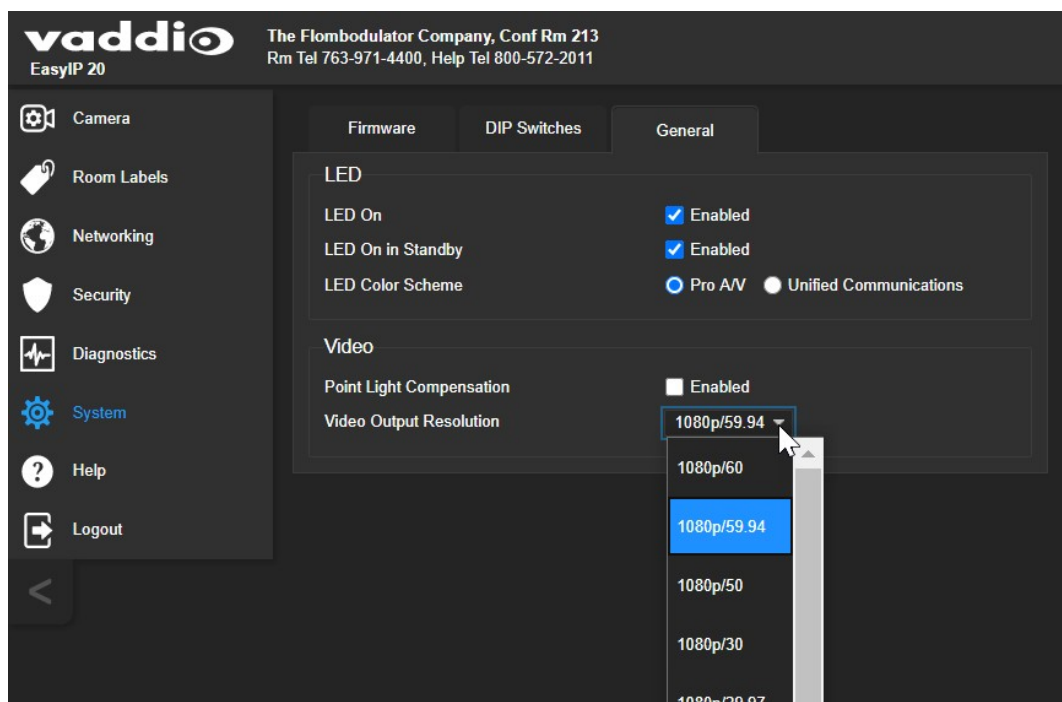 vaddio
EasyIP 20
The Flombodulator Company, Conf Rm 213
Rm Tel 763-971-4400, Help Tel 800-572-2011
Camera
Room Labels
Networking
Security
Diagnostics
System
Help
Logout
<
Firmware
DIP Switches
General
LED
LED On
Enabled
LED On in Standby
Enabled
LED Color Scheme
Pro A/V
Unified Communications
Video
Point Light Compensation
Enabled
Video Output Resolution
1080p/59.94
1080p/60
1080p/59.94
1080p/50
1080p/30
1080p/29.97